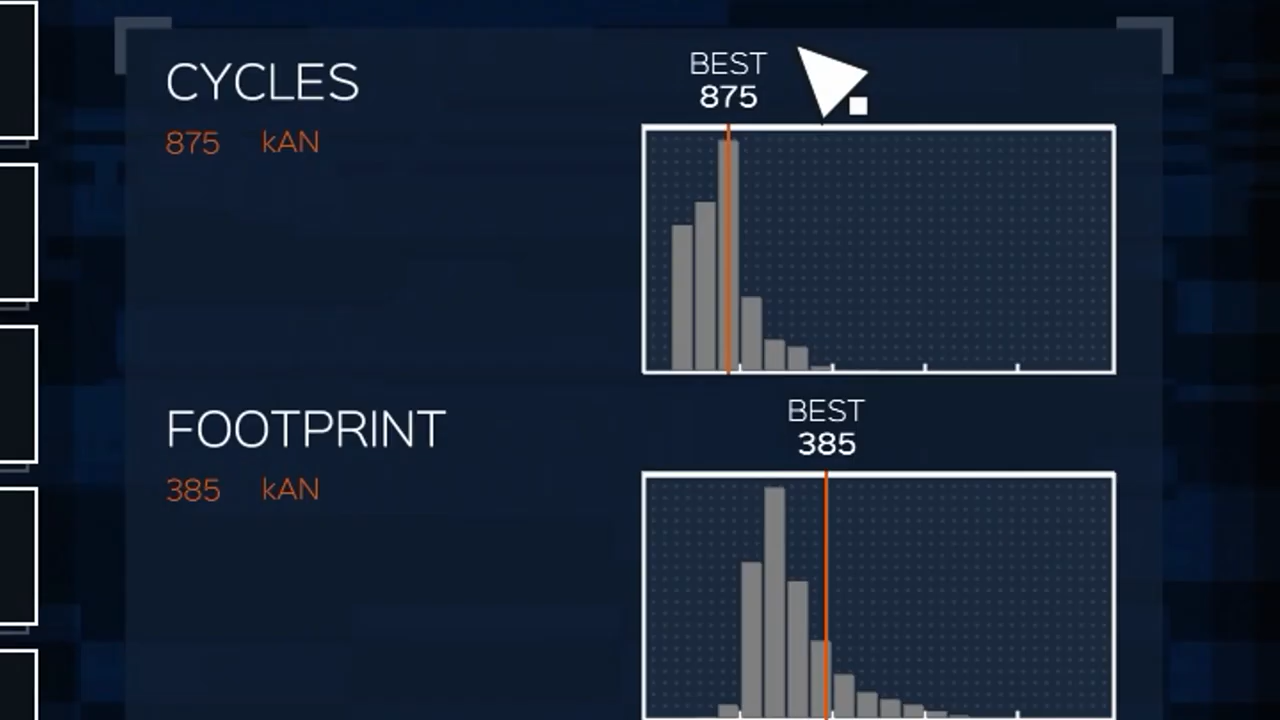 CYCLES
875 kAN
BEST
875
FOOTPRINT
385 kAN
BEST
385